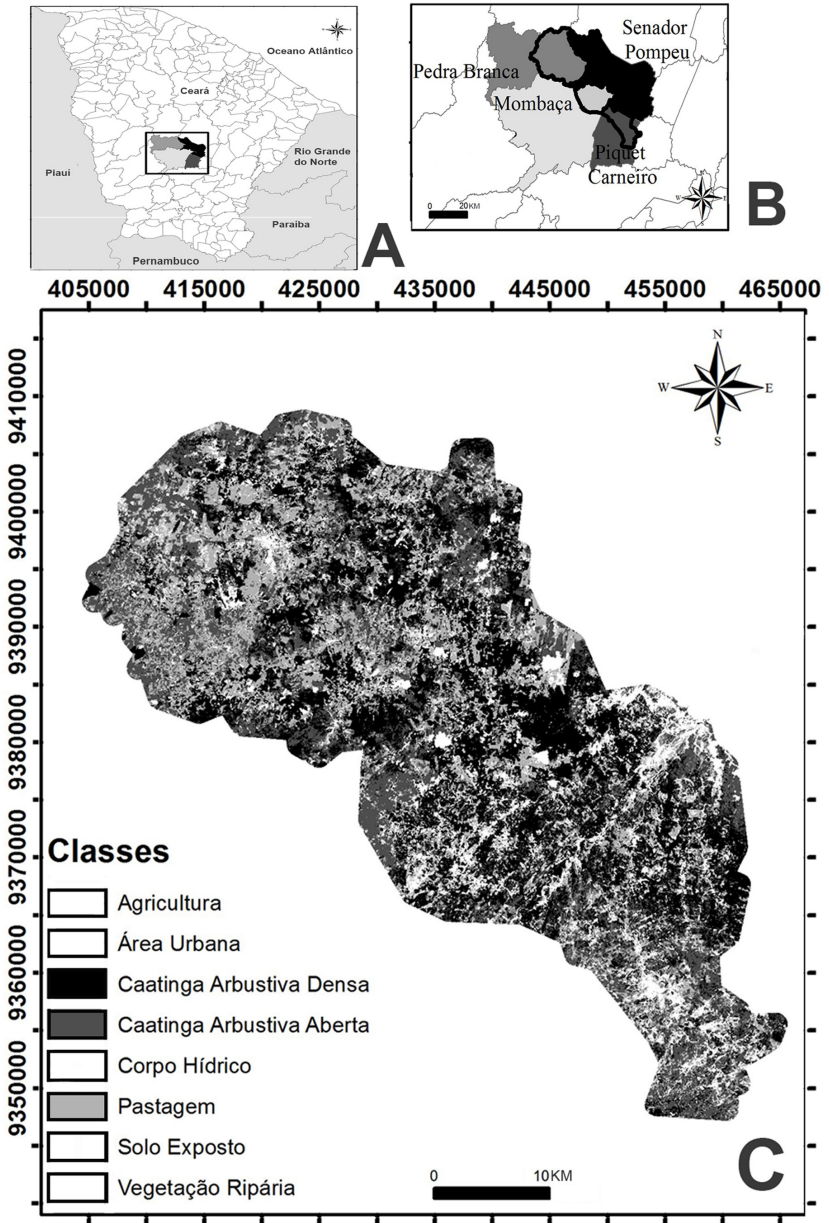 Oceano Atlântico
Ceará
Rio Grande
do Norte
Piauí
Paraiba
Pernambuco
A
Senador
Pompeu
Pedra Branca
Mombaça
Piquet
Carneiro
0 20KM
W E
S
B
405000 415000 425000 435000 445000 455000 465000
N
W E
S
9410000
9400000
9390000
9380000
9370000
9360000
9350000
Classes
Agricultura
Área Urbana
Caatinga Arbustiva Densa
Caatinga Arbustiva Aberta
Corpo Hídrico
Pastagem
Solo Exposto
Vegetação Ripária
0 10KM
C